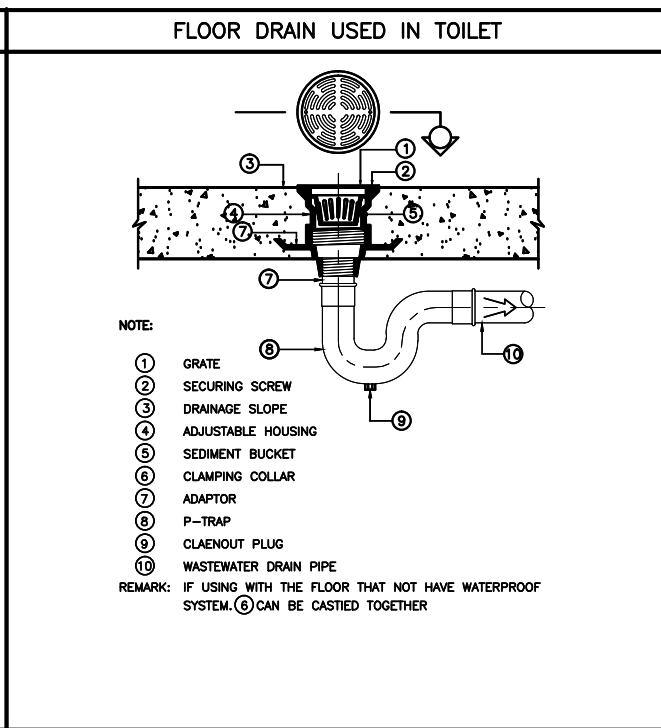 FLOOR DRAIN USED IN TOILET
1
2
3
4
5
7
7
8
10
9
NOTE:
1 GRATE
2 SECURING SCREW
3 DRAINAGE SLOPE
4 ADJUSTABLE HOUSING
5 SEDIMENT BUCKET
6 CLAMPING COLLAR
7 ADAPTOR
8 P-TRAP
9 CLAENOUT PLUG
10 WASTEWATER DRAIN PIPE
REMARK: IF USING WITH THE FLOOR THAT NOT HAVE WATERPROOF
SYSTEM. 6 CAN BE CASTIED TOGETHER